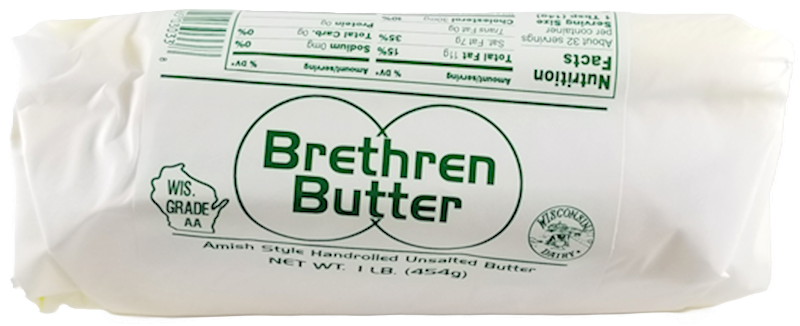 Brethren
Butter
WIS.
GRADE
AA
WISCONSIN
DAIRY
Amish Style Handrolled Unsalted Butter
NET WT. 1 LB. (454g)
Nutrition
Facts
About 32 servings
per container
Serving Size
1 Tbsp (14g)
Amount/serving % DV*
Total Fat 11g 15%
Sat. Fat 7g 35%
Trans Fat 0g
Cholesterol 30mg 10%
Amount/serving % DV*
Sodium 0mg 0%
Total Carb. 0g 0%
Protein 0g